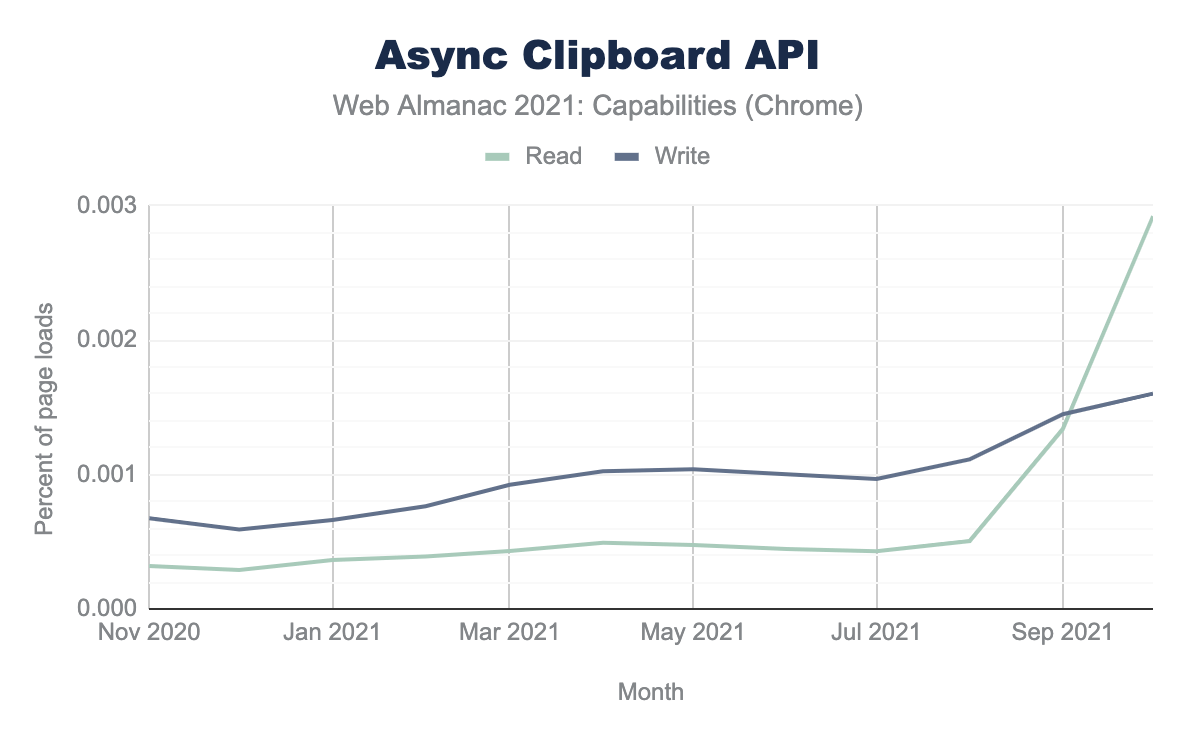 Async Clipboard API
Web Almanac 2021: Capabilities (Chrome)
Read Write
0.003
0.002
0.001
0.000
Percent of page loads
Nov 2020 Jan 2021 Mar 2021 May 2021 Jul 2021 Sep 2021
Month